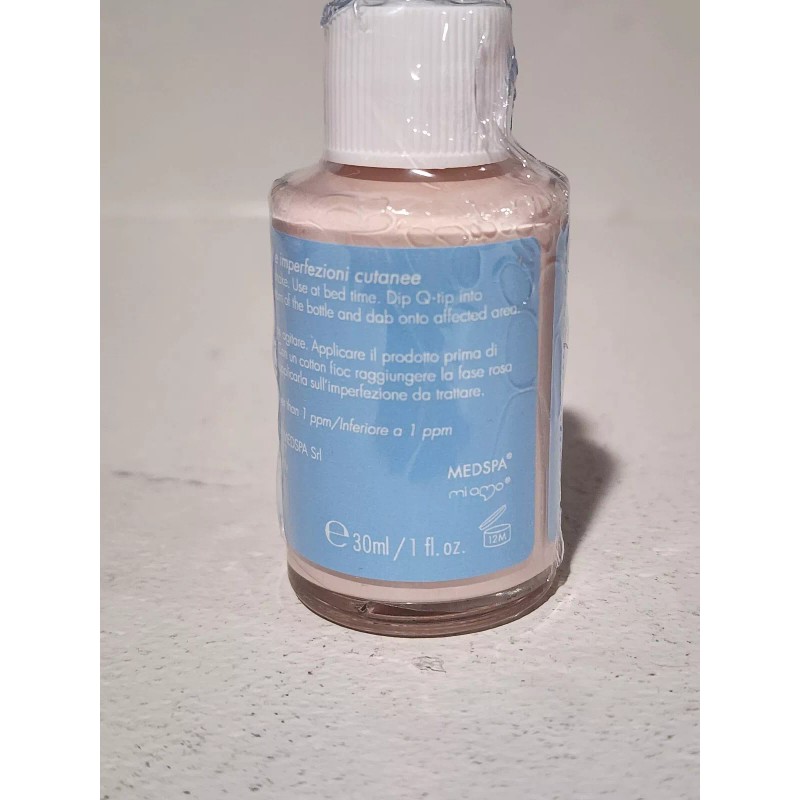 e imperfezioni cutanee
Use at bed time. Dip Q-tip into
of the bottle and dab onto affected area.
agitare. Applicare il prodotto prima di
un cotton fioc raggiungere la fase rosa
sull'imperfezione da trattare.
than 1 ppm/Inferiore a 1 ppm
MEDSPA Srl
MEDSPA®
miamo®
℮ 30ml / 1 fl. oz.
12M